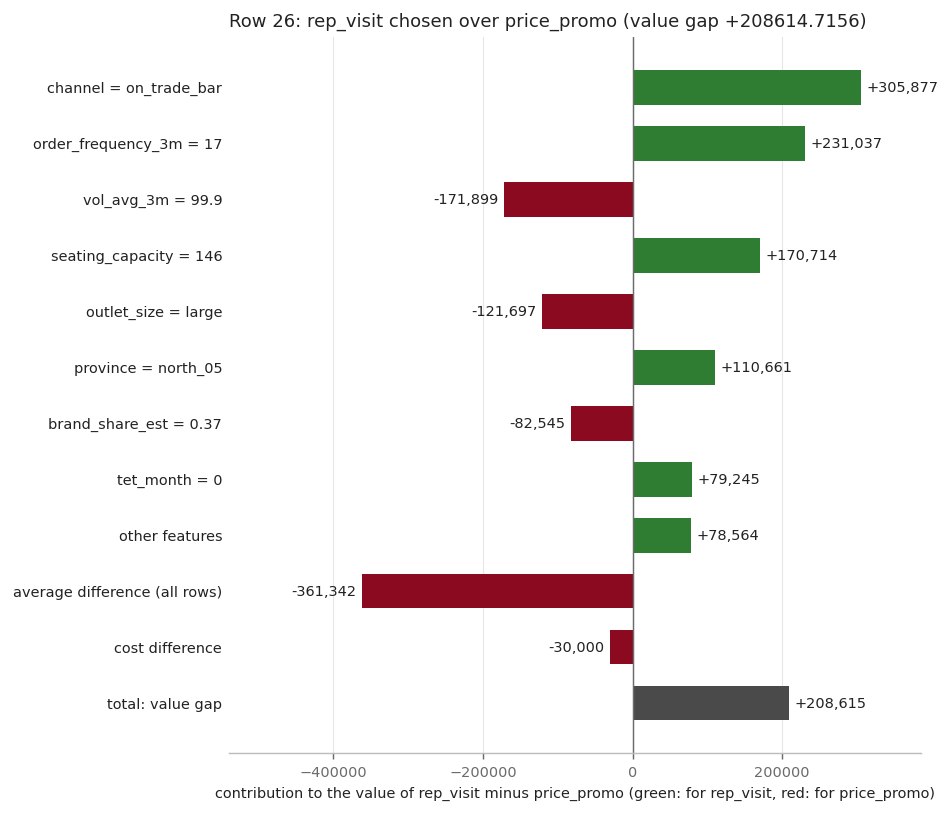 Row 26: rep_visit chosen over price_promo (value gap +208614.7156)
channel = on_trade_bar +305,877
order_frequency_3m = 17 +231,037
vol_avg_3m = 99.9 -171,899
seating_capacity = 146 +170,714
outlet_size = large -121,697
province = north_05 +110,661
brand_share_est = 0.37 -82,545
tet_month = 0 +79,245
other features +78,564
average difference (all rows) -361,342
cost difference -30,000
total: value gap +208,615
−400000 −200000 0 200000
contribution to the value of rep_visit minus price_promo (green: for rep_visit, red: for price_promo)